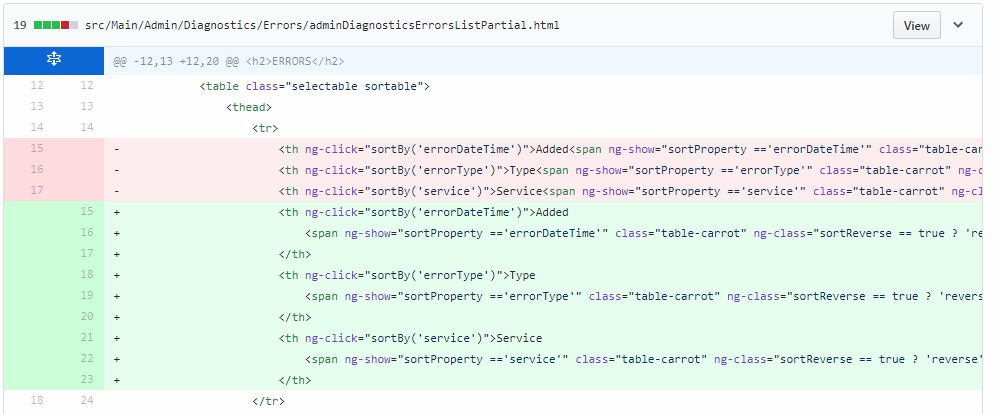 19 src/Main/Admin/Diagnostics/Errors/adminDiagnosticsErrorsListPartial.html View
@@ -12,13 +12,20 @@ <h2>ERRORS</h2>
12 12 <table class="selectable sortable">
13 13 <thead>
14 14 <tr>
15 - <th ng-click="sortBy('errorDateTime')">Added<span ng-show="sortProperty =='errorDateTime'" class="table-car
16 - <th ng-click="sortBy('errorType')">Type<span ng-show="sortProperty =='errorType'" class="table-carrot" ng-c
17 - <th ng-click="sortBy('service')">Service<span ng-show="sortProperty =='service'" class="table-carrot" ng-cl
15 + <th ng-click="sortBy('errorDateTime')">Added
16 + <span ng-show="sortProperty =='errorDateTime'" class="table-carrot" ng-class="sortReverse == true ? 're
17 + </th>
18 + <th ng-click="sortBy('errorType')">Type
19 + <span ng-show="sortProperty =='errorType'" class="table-carrot" ng-class="sortReverse == true ? 'revers
20 + </th>
21 + <th ng-click="sortBy('service')">Service
22 + <span ng-show="sortProperty =='service'" class="table-carrot" ng-class="sortReverse == true ? 'reverse'
23 + </th>
18 24 </tr>